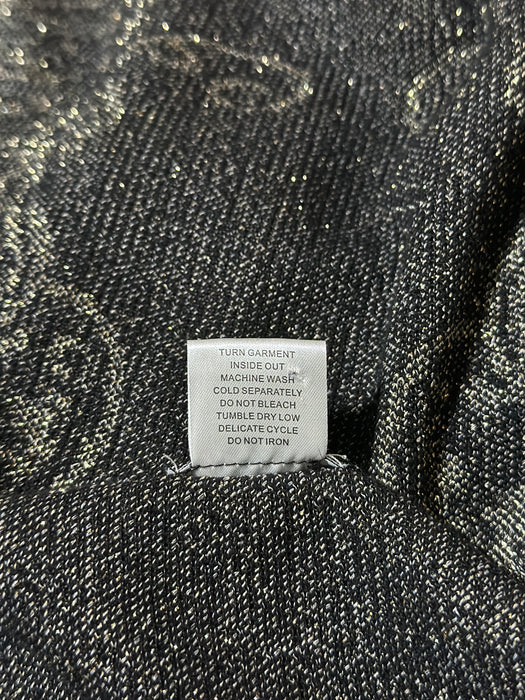 TURN GARMENT
INSIDE OUT
MACHINE WASH
COLD SEPARATELY
DO NOT BLEACH
TUMBLE DRY LOW
DELICATE CYCLE
DO NOT IRON